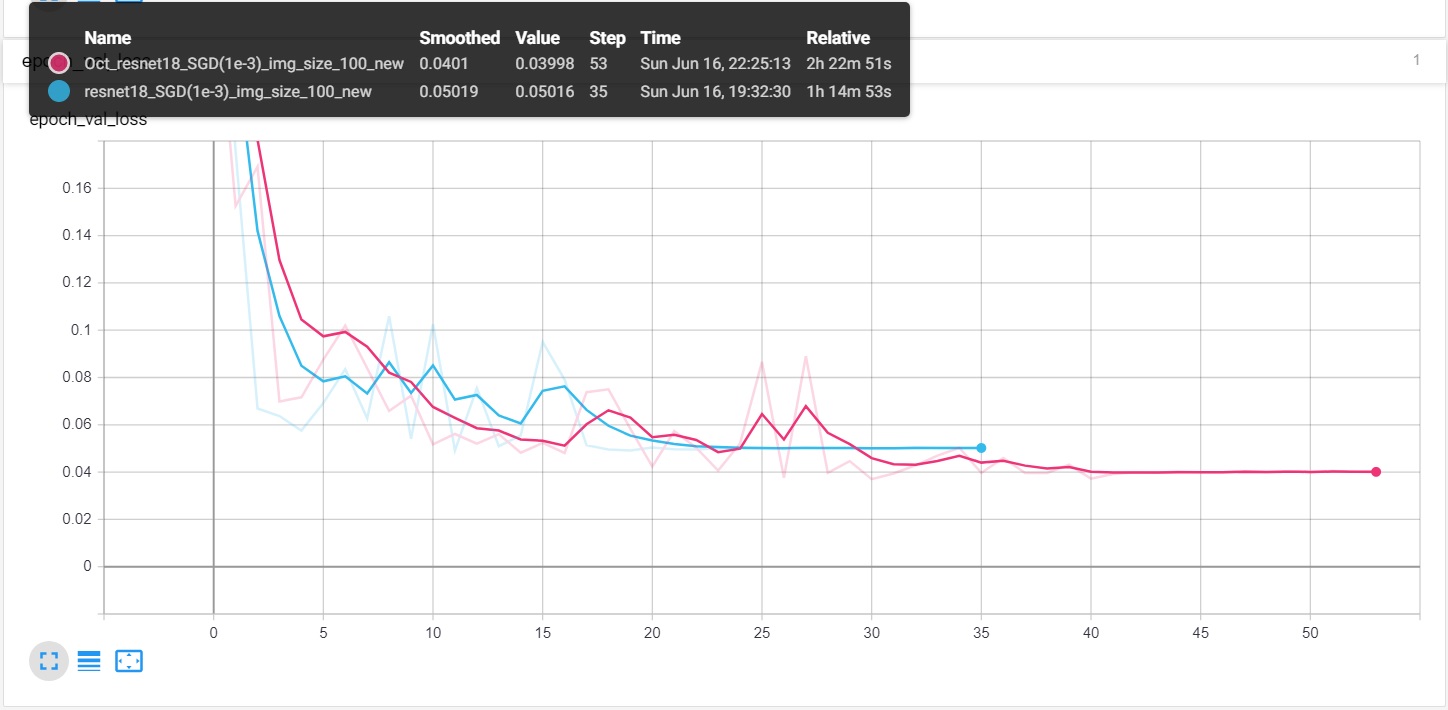 Name Smoothed Value Step Time Relative
Oct_resnet18_SGD(1e-3)_img_size_100_new 0.0401 0.03998 53 Sun Jun 16, 22:25:13 2h 22m 51s
resnet18_SGD(1e-3)_img_size_100_new 0.05019 0.05016 35 Sun Jun 16, 19:32:30 1h 14m 53s
1
epoch_val_loss
0.16
0.14
0.12
0.1
0.08
0.06
0.04
0.02
0
0 5 10 15 20 25 30 35 40 45 50